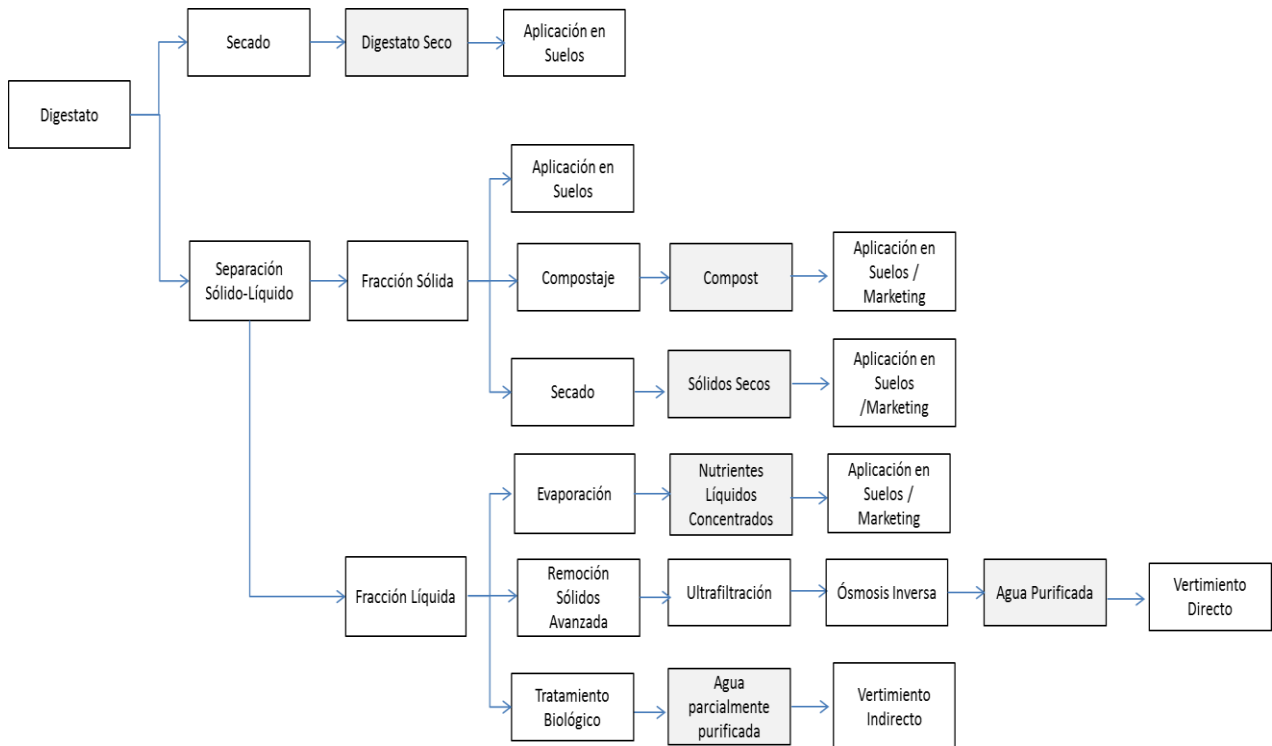 Secado
Digestato Seco
Aplicación en
Suelos
Digestato
Aplicación en
Suelos
Separación
Sólido-Líquido
Fracción Sólida
Compostaje
Compost
Aplicación en
Suelos /
Marketing
Secado
Sólidos Secos
Aplicación en
Suelos
/Marketing
Evaporación
Nutrientes
Líquidos
Concentrados
Aplicación en
Suelos /
Marketing
Fracción Líquida
Remoción
Sólidos
Avanzada
Ultrafiltración
Ósmosis Inversa
Agua Purificada
Vertimiento
Directo
Tratamiento
Biológico
Agua
parcialmente
purificada
Vertimiento
Indirecto